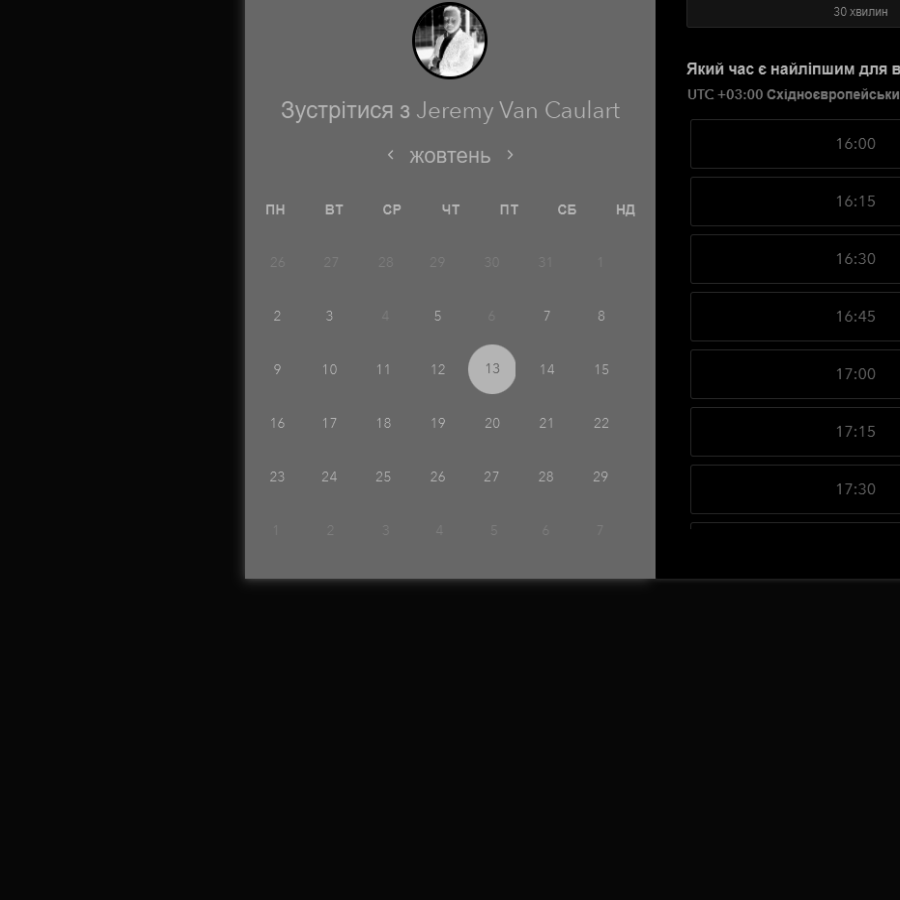 Зустрітися з Jeremy Van Caulart
жовтень
ПН ВТ СР ЧТ ПТ СБ НД
26 27 28 29 30 31 1
2 3 4 5 6 7 8
9 10 11 12 13 14 15
16 17 18 19 20 21 22
23 24 25 26 27 28 29
1 2 3 4 5 6 7
30 хвилин
Який час є найліпшим для в
UTC +03:00 Східноєвропейськи
16:00
16:15
16:30
16:45
17:00
17:15
17:30